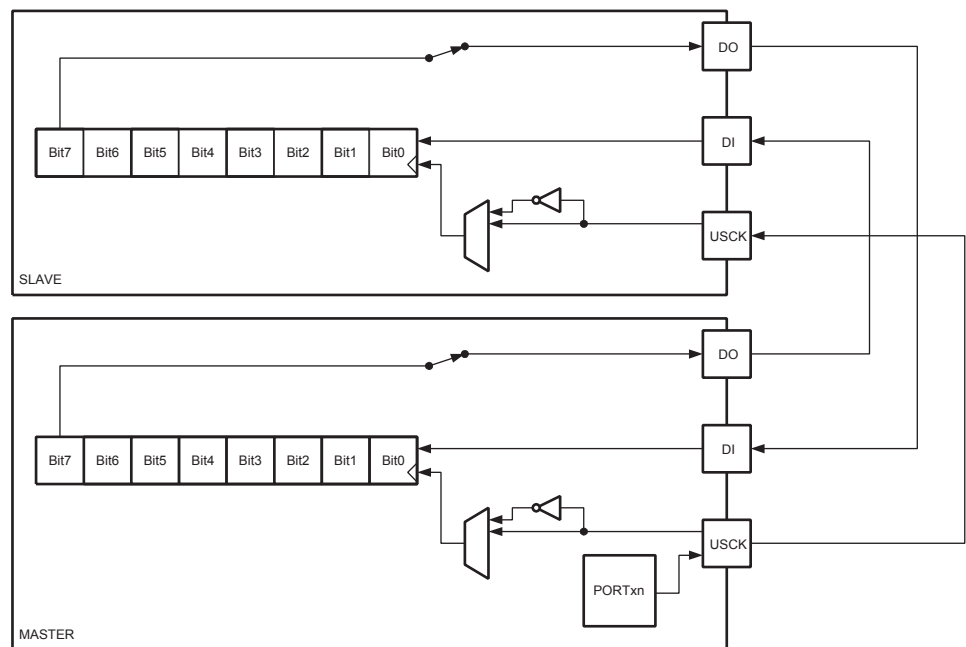 DO
Bit7 Bit6 Bit5 Bit4 Bit3 Bit2 Bit1 Bit0
DI
USCK
SLAVE
DO
Bit7 Bit6 Bit5 Bit4 Bit3 Bit2 Bit1 Bit0
DI
USCK
PORTxn
MASTER